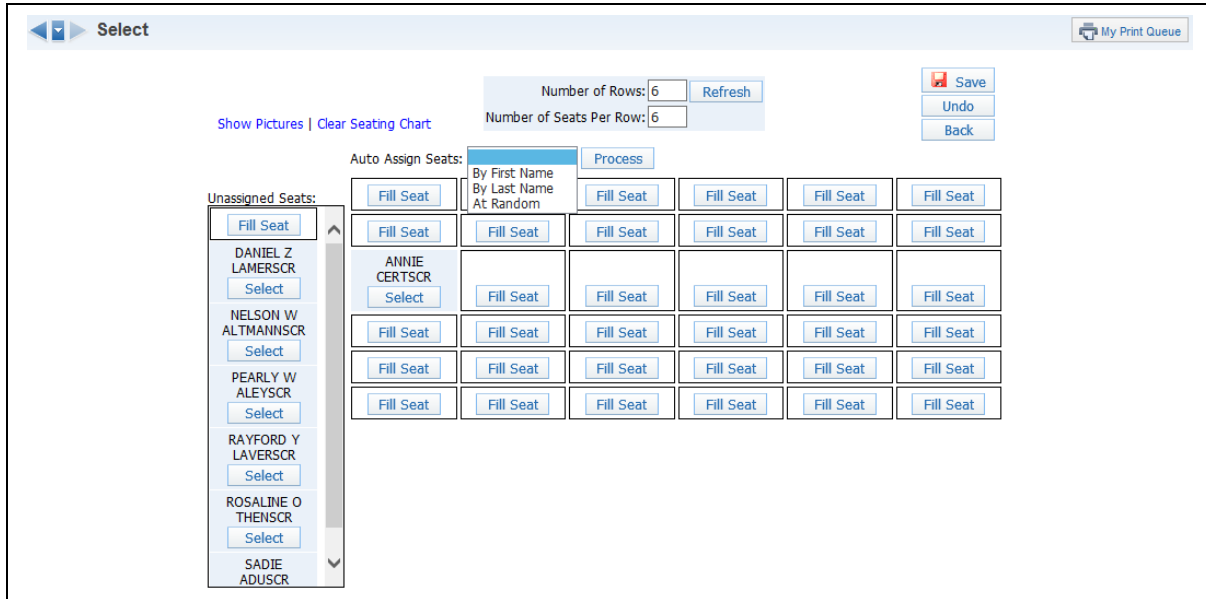 Select
My Print Queue
Number of Rows: 6 Refresh
Number of Seats Per Row: 6
Save
Undo
Back
Show Pictures | Clear Seating Chart
Auto Assign Seats: Process
By First Name
By Last Name
At Random
Unassigned Seats:
Fill Seat
DANIEL Z
LAMERSCR
Select
NELSON W
ALTMANNSCR
Select
PEARLY W
ALEYSCR
Select
RAYFORD Y
LAVERSCR
Select
ROSALINE O
THENSCR
Select
SADIE
ADUSCR
Fill Seat Fill Seat Fill Seat Fill Seat Fill Seat
Fill Seat Fill Seat Fill Seat Fill Seat Fill Seat Fill Seat
ANNIE
CERTSCR
Select Fill Seat Fill Seat Fill Seat Fill Seat Fill Seat
Fill Seat Fill Seat Fill Seat Fill Seat Fill Seat Fill Seat
Fill Seat Fill Seat Fill Seat Fill Seat Fill Seat Fill Seat
Fill Seat Fill Seat Fill Seat Fill Seat Fill Seat Fill Seat